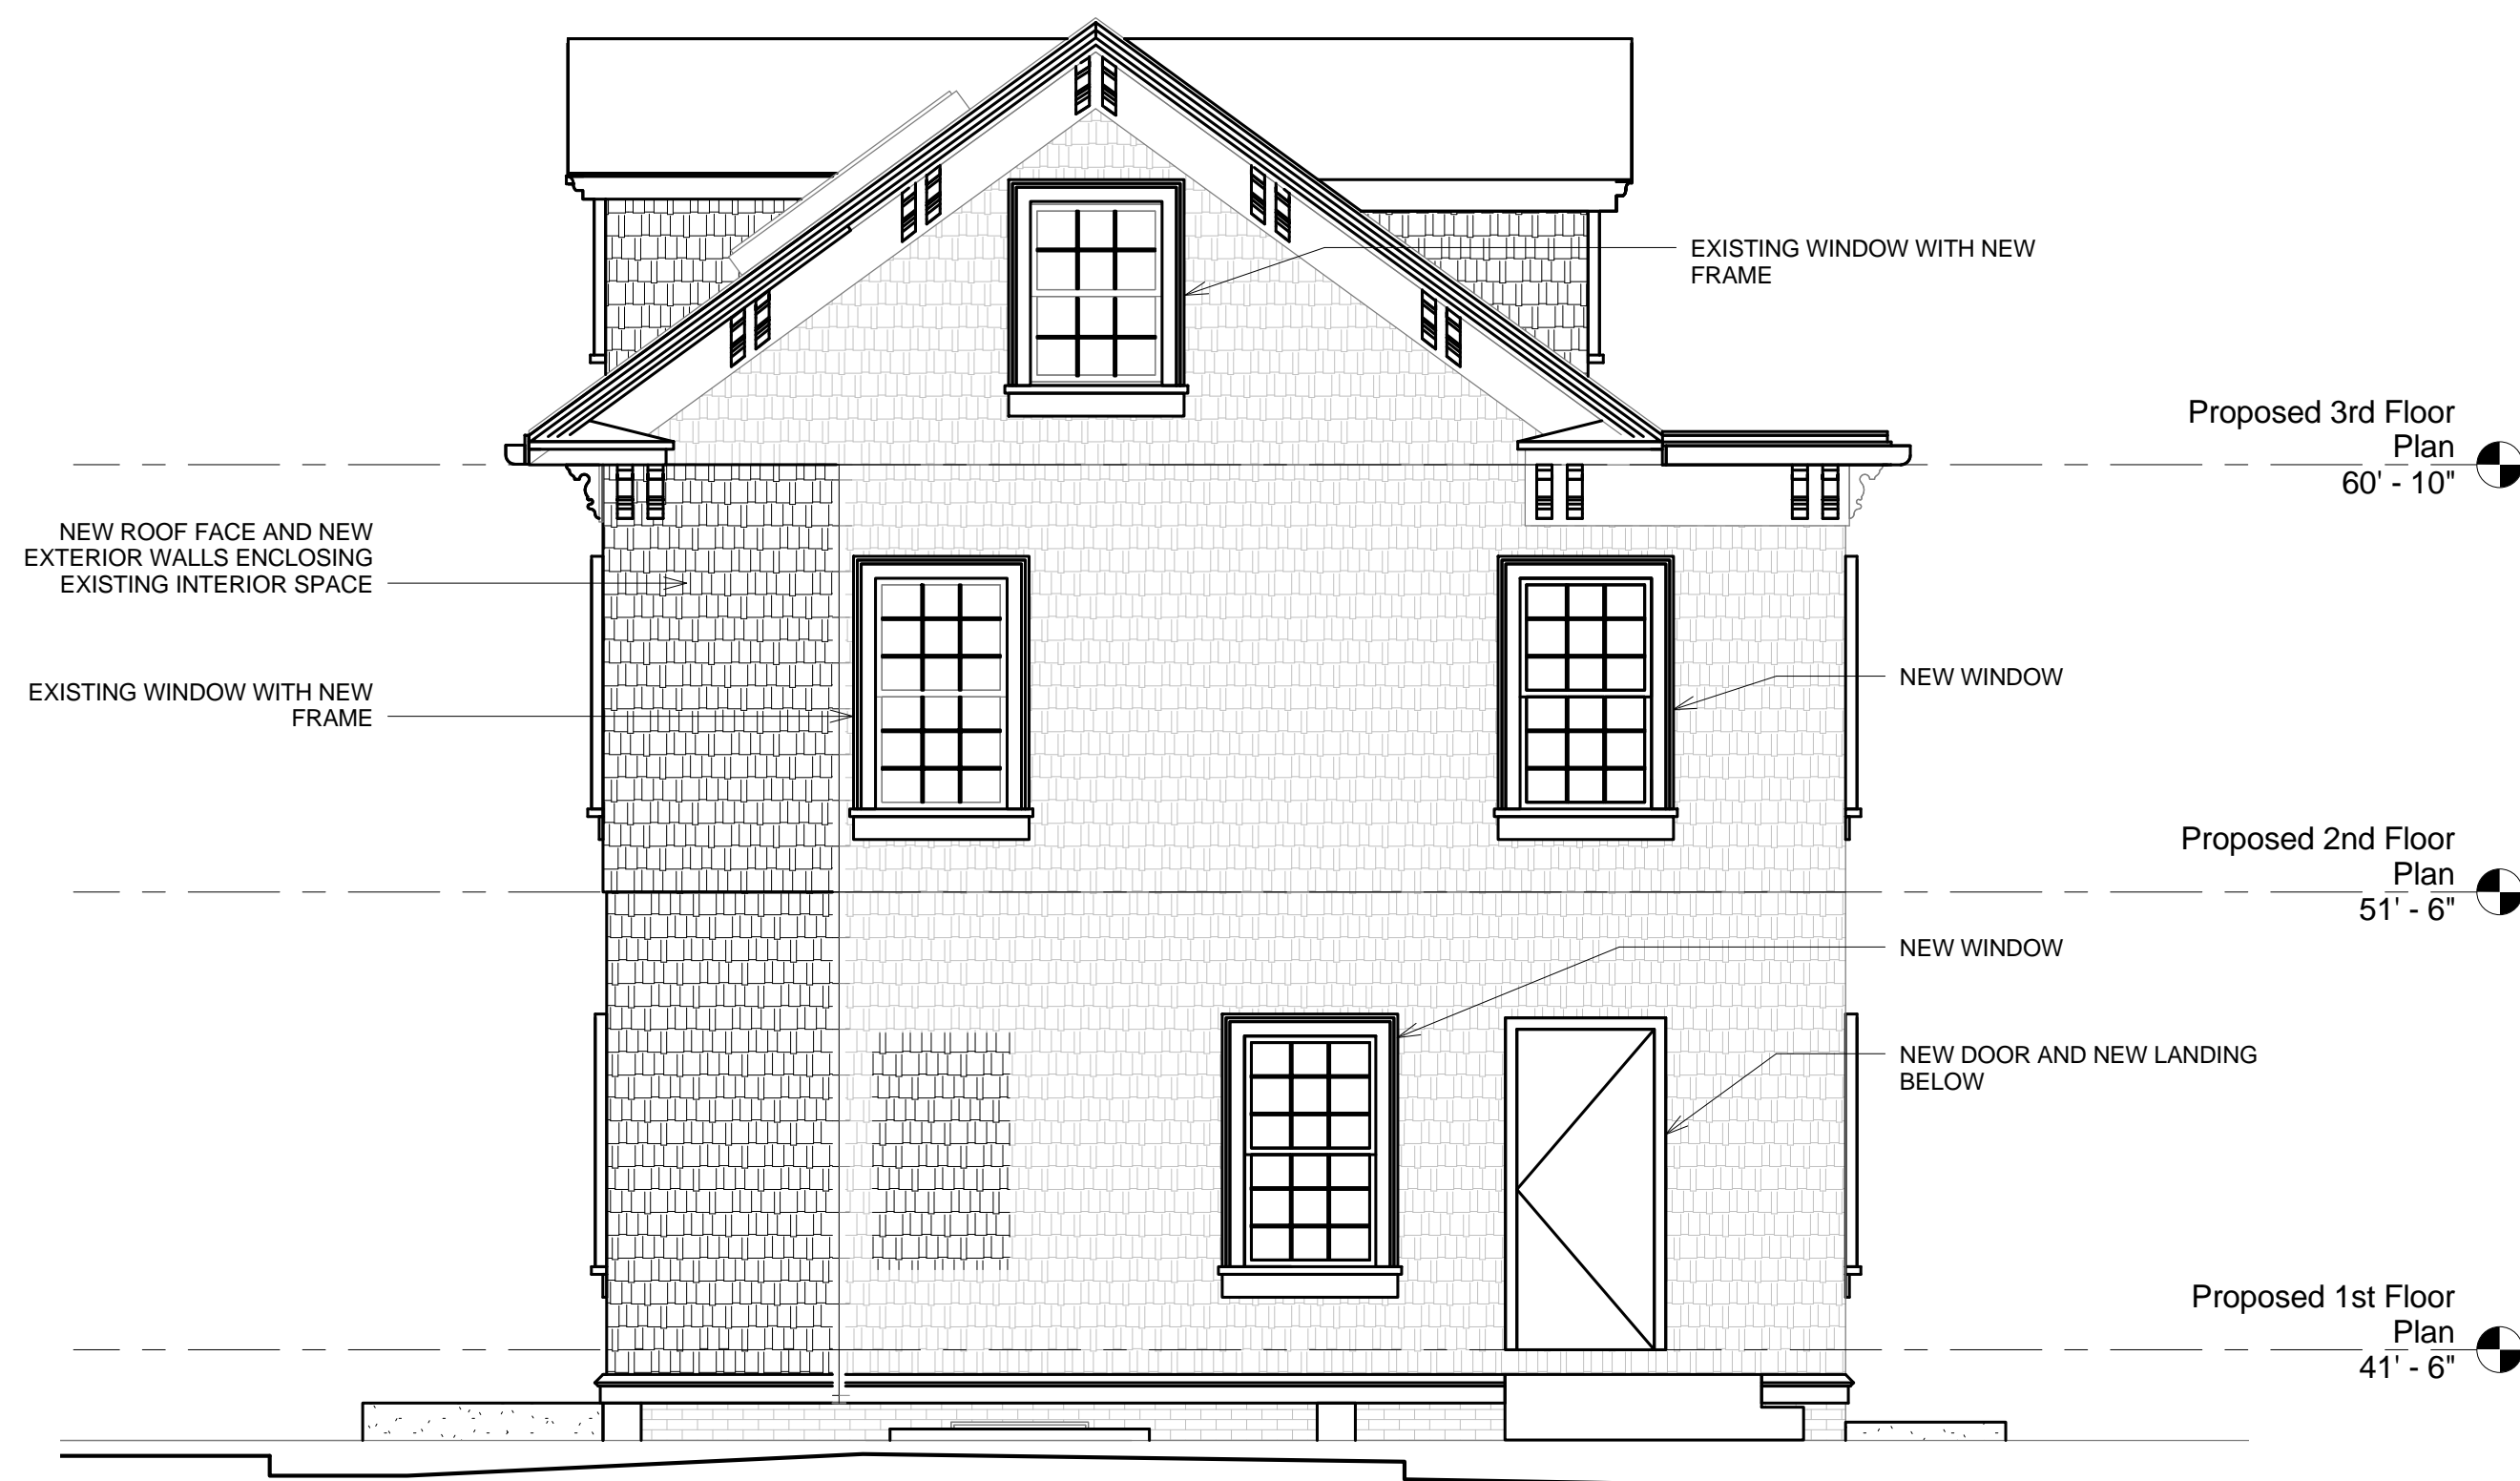 EXISTING WINDOW WITH NEW
FRAME
Proposed 3rd Floor
Plan
60' - 10"
NEW ROOF FACE AND NEW
EXTERIOR WALLS ENCLOSING
EXISTING INTERIOR SPACE
EXISTING WINDOW WITH NEW
FRAME
NEW WINDOW
Proposed 2nd Floor
Plan
51' - 6"
NEW WINDOW
NEW DOOR AND NEW LANDING
BELOW
Proposed 1st Floor
Plan
41' - 6"